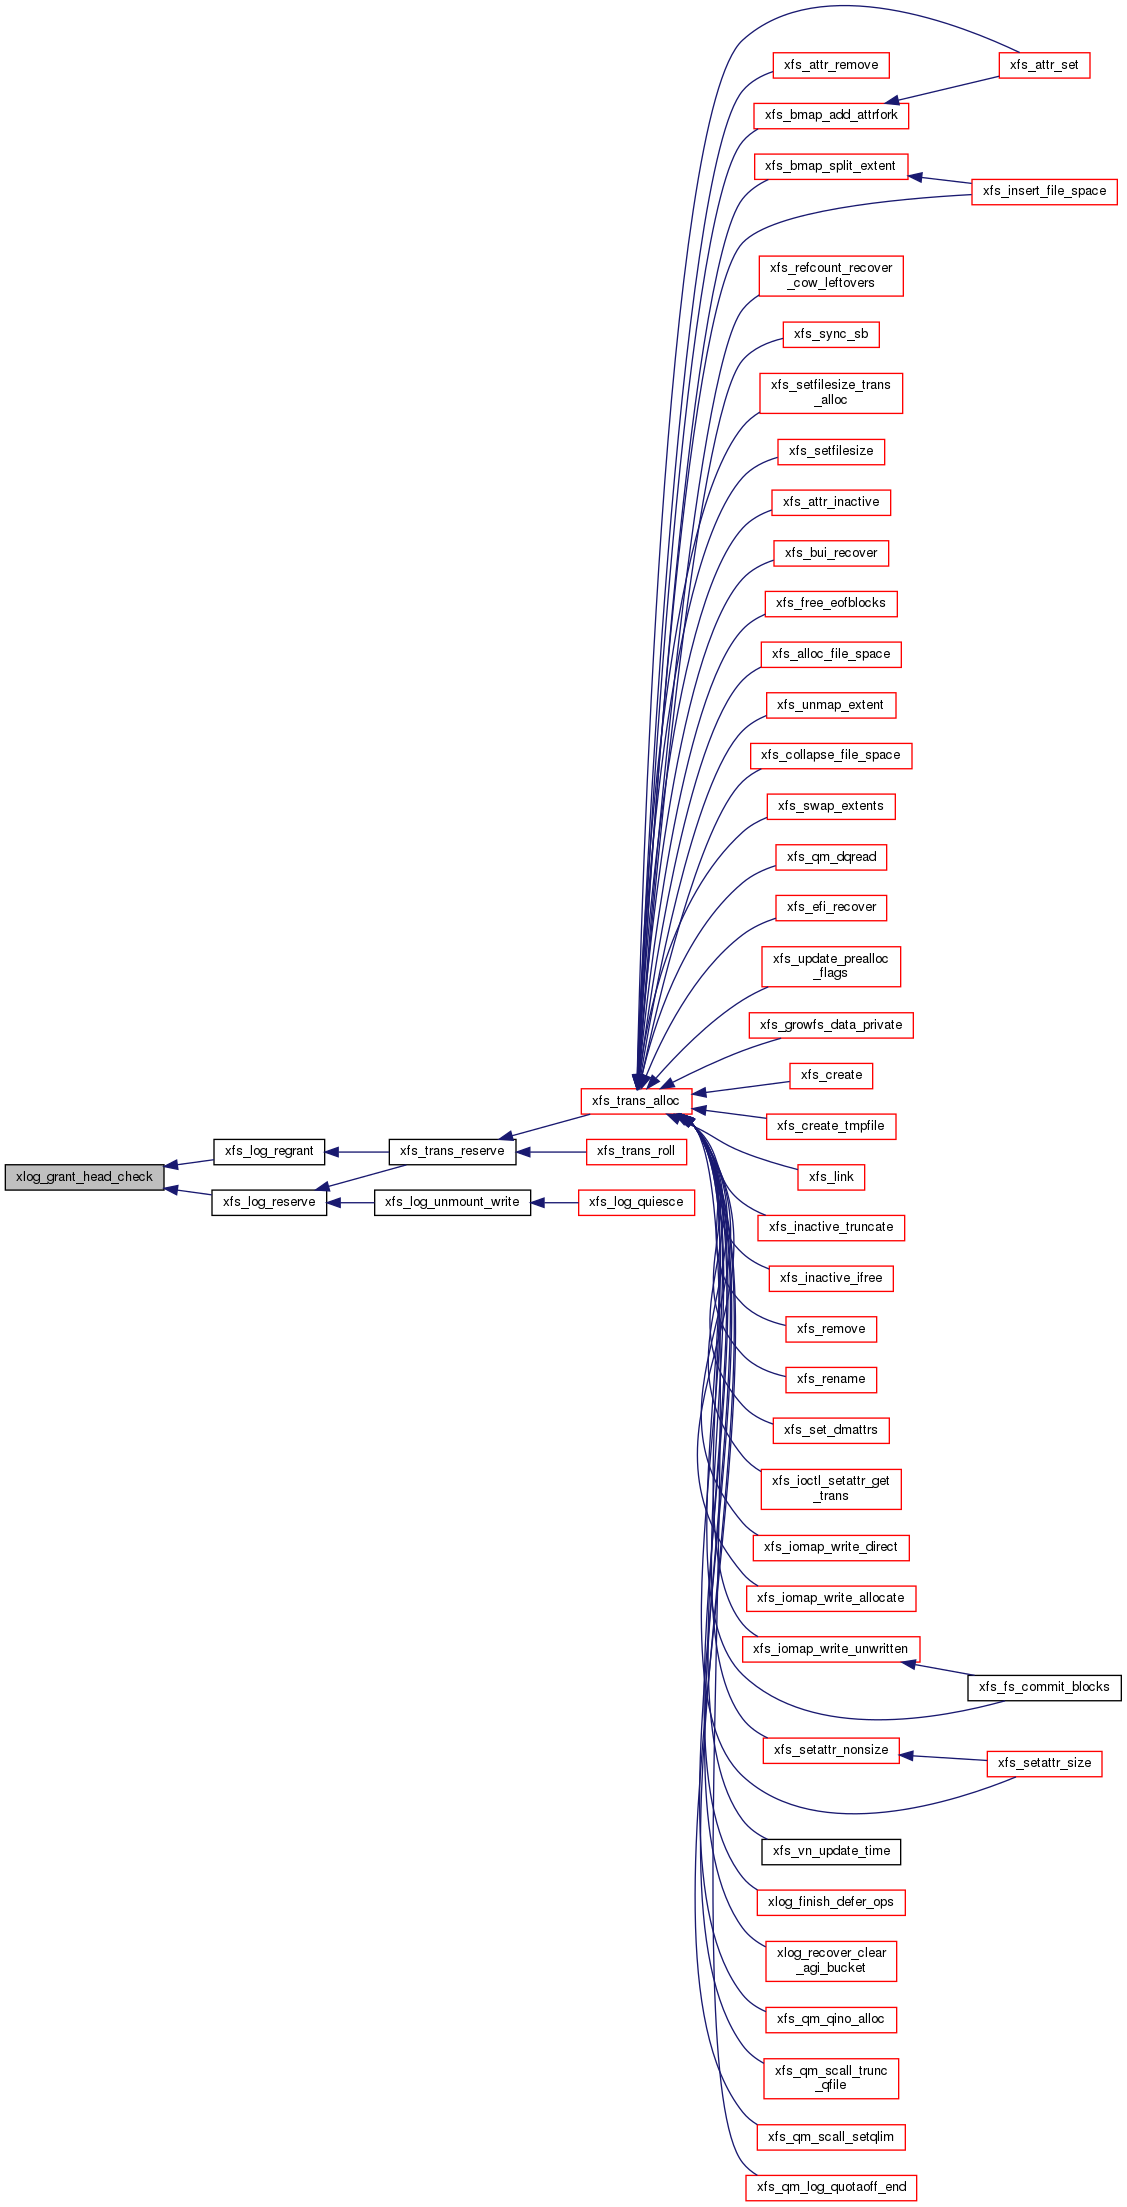 xfs_attr_set
xfs_attr_remove
xfs_bmap_add_attrfork
xfs_bmap_split_extent
xfs_insert_file_space
xfs_refcount_recover
_cow_leftovers
xfs_sync_sb
xfs_setfilesize_trans
_alloc
xfs_setfilesize
xfs_attr_inactive
xfs_bui_recover
xfs_free_eofblocks
xfs_alloc_file_space
xfs_unmap_extent
xfs_collapse_file_space
xfs_swap_extents
xfs_qm_dqread
xfs_efi_recover
xfs_update_prealloc
_flags
xfs_growfs_data_private
xfs_create
xfs_trans_alloc
xfs_create_tmpfile
xfs_log_regrant
xfs_trans_reserve
xfs_trans_roll
xlog_grant_head_check
xfs_link
xfs_log_reserve
xfs_log_unmount_write
xfs_log_quiesce
xfs_inactive_truncate
xfs_inactive_ifree
xfs_remove
xfs_rename
xfs_set_dmattrs
xfs_ioctl_setattr_get
_trans
xfs_iomap_write_direct
xfs_iomap_write_allocate
xfs_iomap_write_unwritten
xfs_fs_commit_blocks
xfs_setattr_nonsize
xfs_setattr_size
xfs_vn_update_time
xlog_finish_defer_ops
xlog_recover_clear
_agi_bucket
xfs_qm_qino_alloc
xfs_qm_scall_trunc
_qfile
xfs_qm_scall_setqlim
xfs_qm_log_quotaoff_end